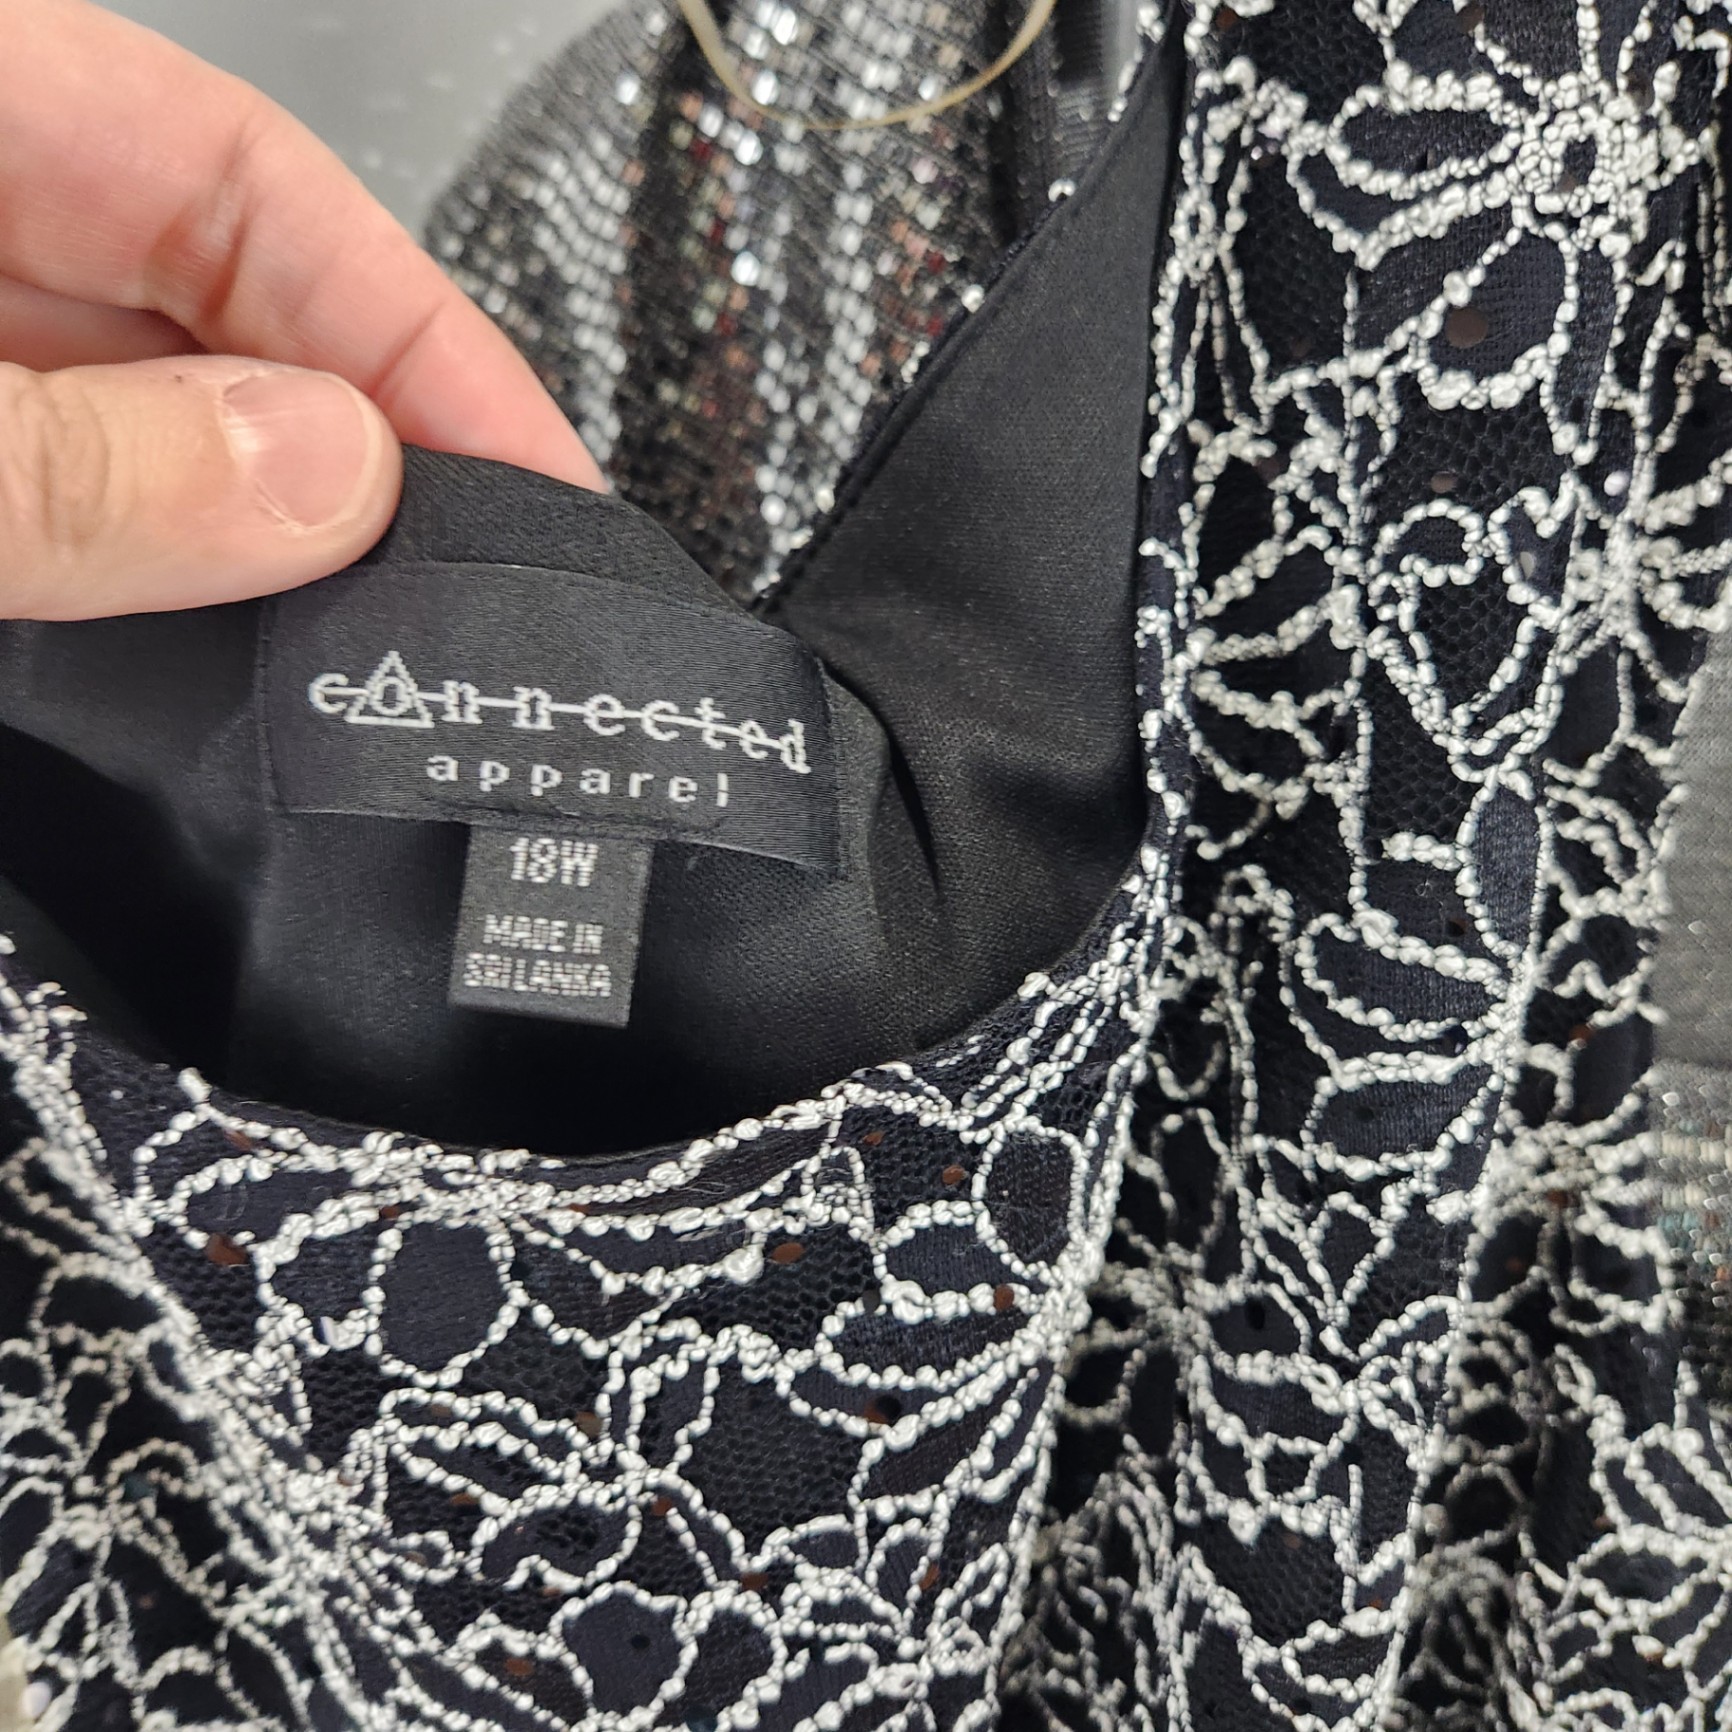 connected
apparel
18W
MADE IN
SRI LANKA